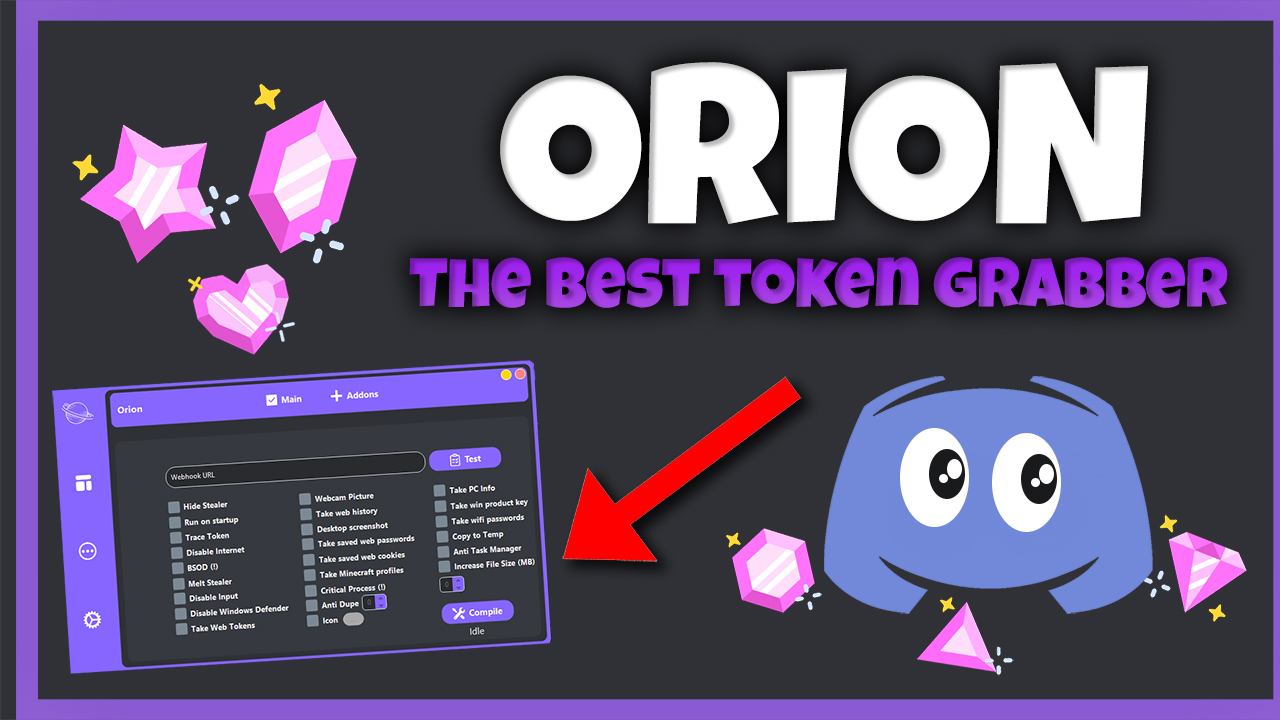 ORION
THE BEST TOKEN GRABBER
Orion
Main
Addons
Webhook URL
Test
Hide Stealer
Run on startup
Trace Token
Disable Internet
BSOD (!)
Melt Stealer
Disable Input
Disable Windows Defender
Take Web Tokens
Webcam Picture
Take web history
Desktop screenshot
Take saved web passwords
Take saved web cookies
Take Minecraft profiles
Critical Process (!)
Anti Dupe 0
Icon
Take PC Info
Take win product key
Take wifi passwords
Copy to Temp
Anti Task Manager
Increase File Size (MB)
0
Compile
Idle